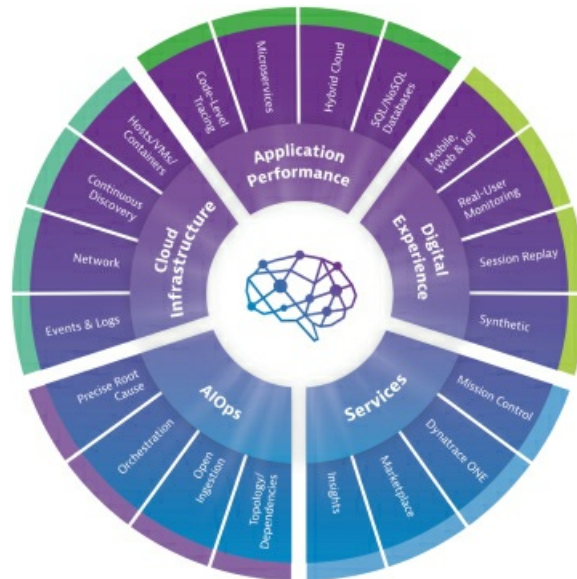 Application
Performance
Code-Level
Tracing
Microservices
Hybrid Cloud
SQL/NoSQL
Databases
Digital
Experience
Mobile,
Web & IoT
Real-User
Monitoring
Session Replay
Synthetic
Services
Mission Control
Dynatrace ONE
Marketplace
Insights
AIOps
Topology/
Dependencies
Open
Ingestion
Orchestration
Precise Root
Cause
Cloud
Infrastructure
Events & Logs
Network
Continuous
Discovery
Hosts/VMs/
Containers